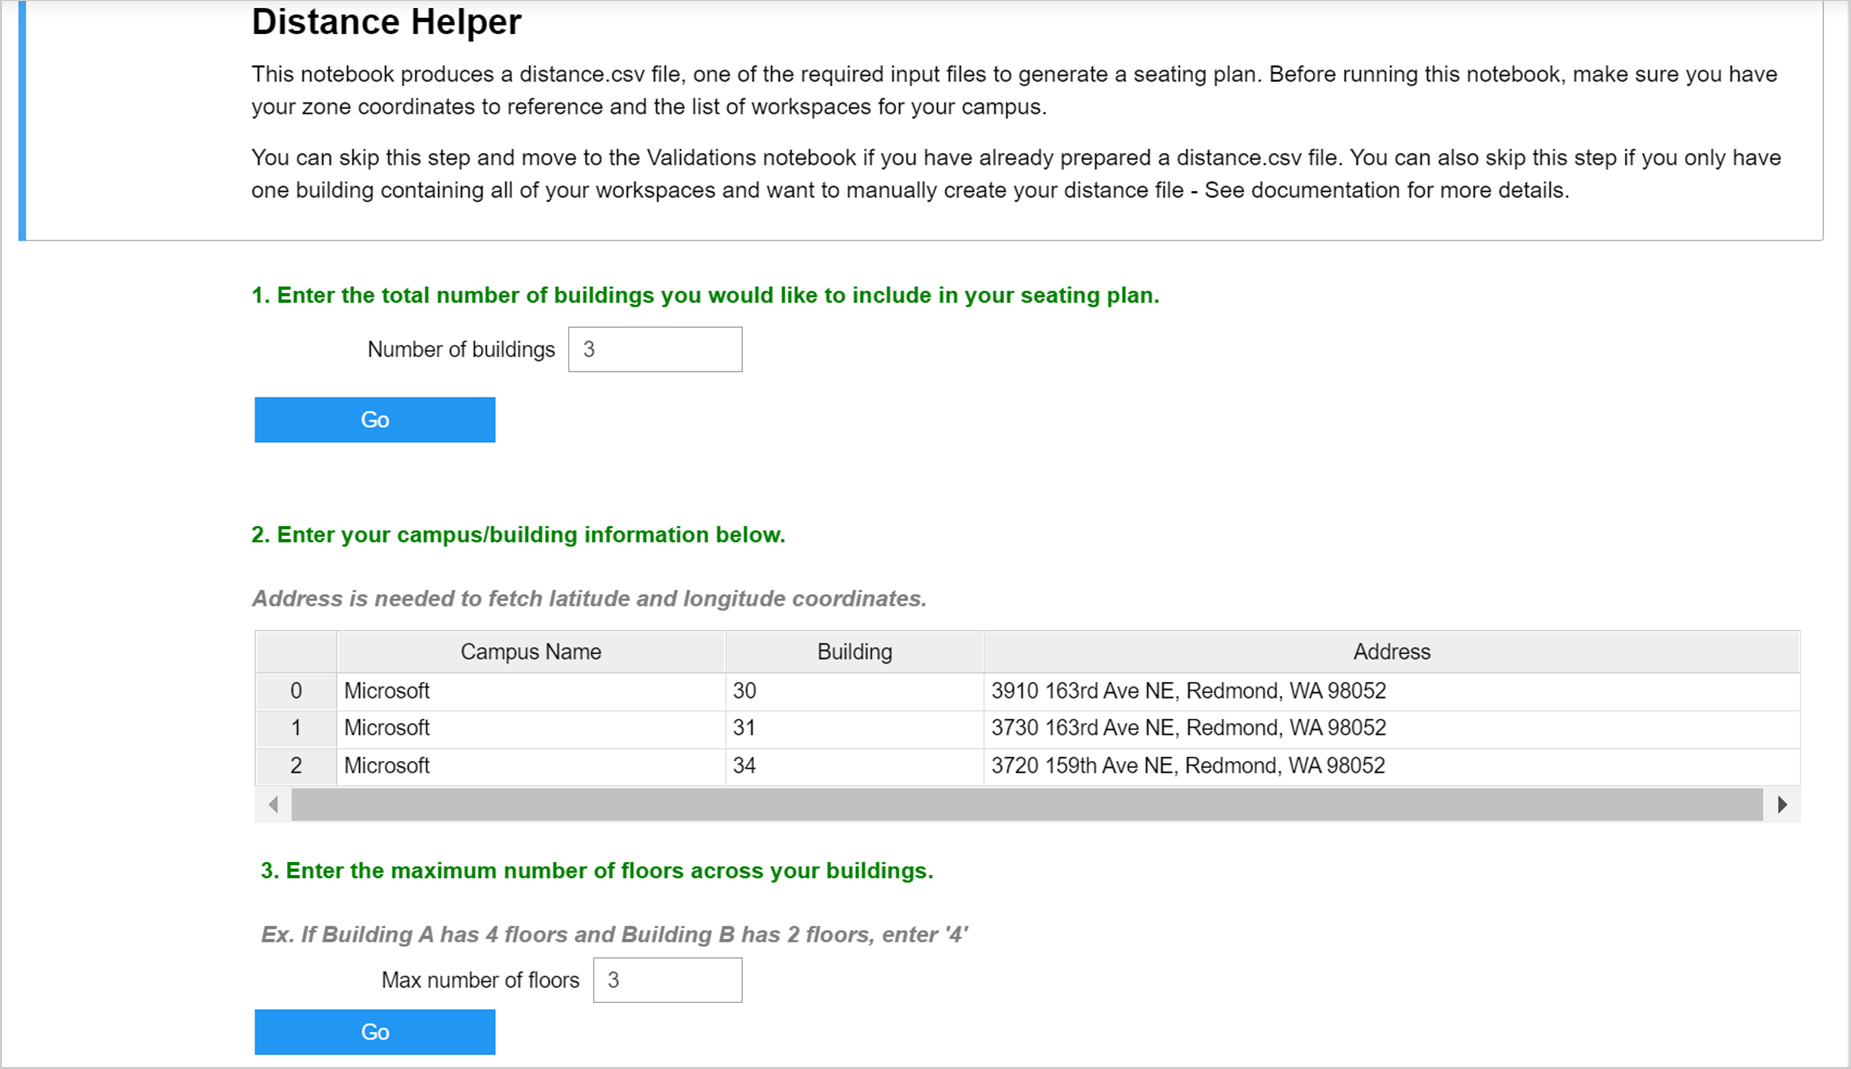 Distance Helper
This notebook produces a distance.csv file, one of the required input files to generate a seating plan. Before running this notebook, make sure you have
your zone coordinates to reference and the list of workspaces for your campus.
You can skip this step and move to the Validations notebook if you have already prepared a distance.csv file. You can also skip this step if you only have
one building containing all of your workspaces and want to manually create your distance file - See documentation for more details.
1. Enter the total number of buildings you would like to include in your seating plan.
Number of buildings 3
Go
2. Enter your campus/building information below.
Address is needed to fetch latitude and longitude coordinates.
Campus Name Building Address
0 Microsoft 30 3910 163rd Ave NE, Redmond, WA 98052
1 Microsoft 31 3730 163rd Ave NE, Redmond, WA 98052
2 Microsoft 34 3720 159th Ave NE, Redmond, WA 98052
3. Enter the maximum number of floors across your buildings.
Ex. If Building A has 4 floors and Building B has 2 floors, enter '4'
Max number of floors 3
Go